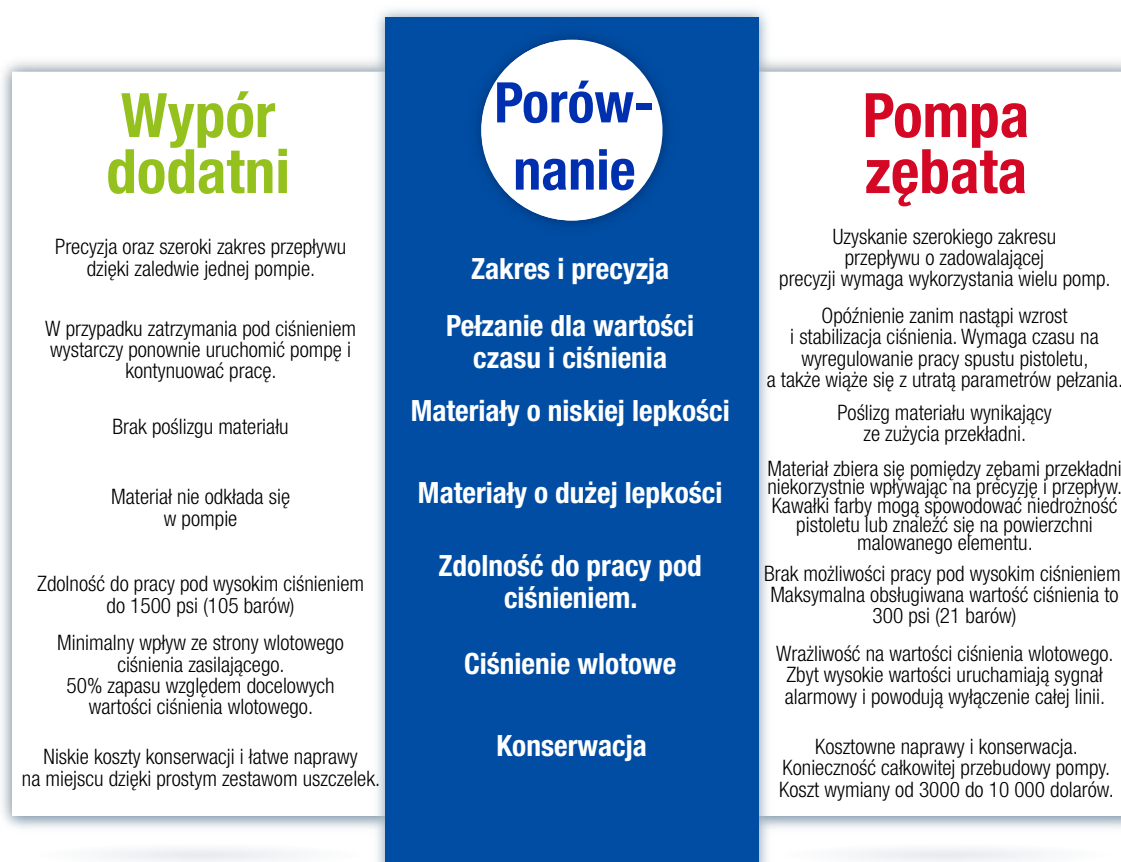 Wypór
dodatni
Porów-
nanie
Pompa
zębata
Precyzja oraz szeroki zakres przepływu
dzięki zaledwie jednej pompie.
Zakres i precyzja
Uzyskanie szerokiego zakresu
przepływu o zadowalającej
precyzji wymaga wykorzystania wielu pomp.
W przypadku zatrzymania pod ciśnieniem
wystarczy ponownie uruchomić pompę i
kontynuować pracę.
Pełzanie dla wartości
czasu i ciśnienia
Opóźnienie zanim nastąpi wzrost
i stabilizacja ciśnienia. Wymaga czasu na
wyregulowanie pracy spustu pistoletu,
a także wiąże się z utratą parametrów pełzania.
Brak poślizgu materiału
Materiały o niskiej lepkości
Poślizg materiału wynikający
ze zużycia przekładni.
Materiał nie odkłada się
w pompie
Materiały o dużej lepkości
Materiał zbiera się pomiędzy zębami przekładni
niekorzystnie wpływając na precyzję i przepływ.
Kawałki farby mogą spowodować niedrożność
pistoletu lub znaleźć się na powierzchni
malowanego elementu.
Zdolność do pracy pod wysokim ciśnieniem
do 1500 psi (105 barów)
Zdolność do pracy pod
ciśnieniem.
Brak możliwości pracy pod wysokim ciśnieniem
Maksymalna obsługiwana wartość ciśnienia to
300 psi (21 barów)
Minimalny wpływ ze strony wlotowego
ciśnienia zasilającego.
50% zapasu względem docelowych
wartości ciśnienia wlotowego.
Ciśnienie wlotowe
Wrażliwość na wartości ciśnienia wlotowego.
Zbyt wysokie wartości uruchamiają sygnał
alarmowy i powodują wyłączenie całej linii.
Niskie koszty konserwacji i łatwe naprawy
na miejscu dzięki prostym zestawom uszczelek.
Konserwacja
Kosztowne naprawy i konserwacja.
Konieczność całkowitej przebudowy pompy.
Koszt wymiany od 3000 do 10 000 dolarów.